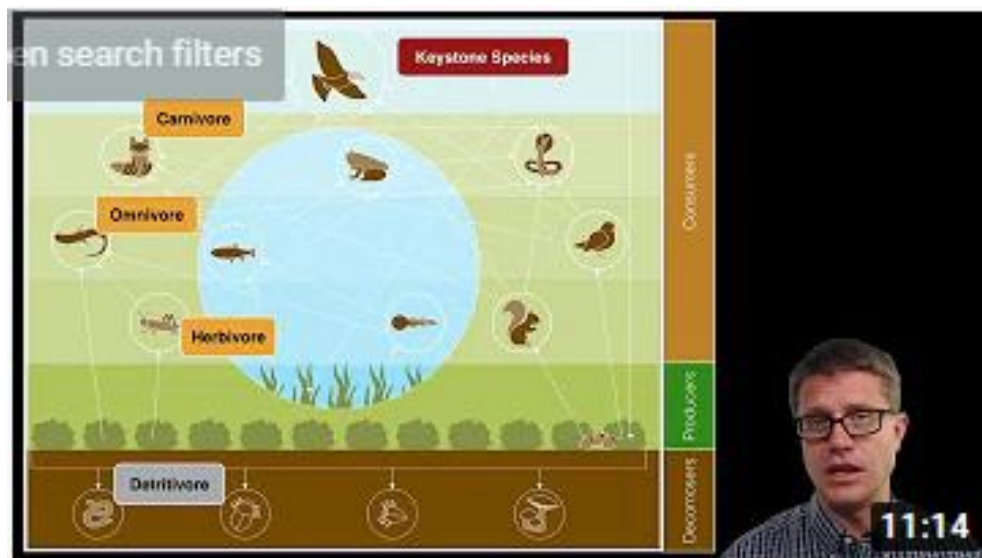 en search filters
Keystone Species
Carnivore
Omnivore
Herbivore
Detritivore
Consumers
Producers
Decomposers
11:14